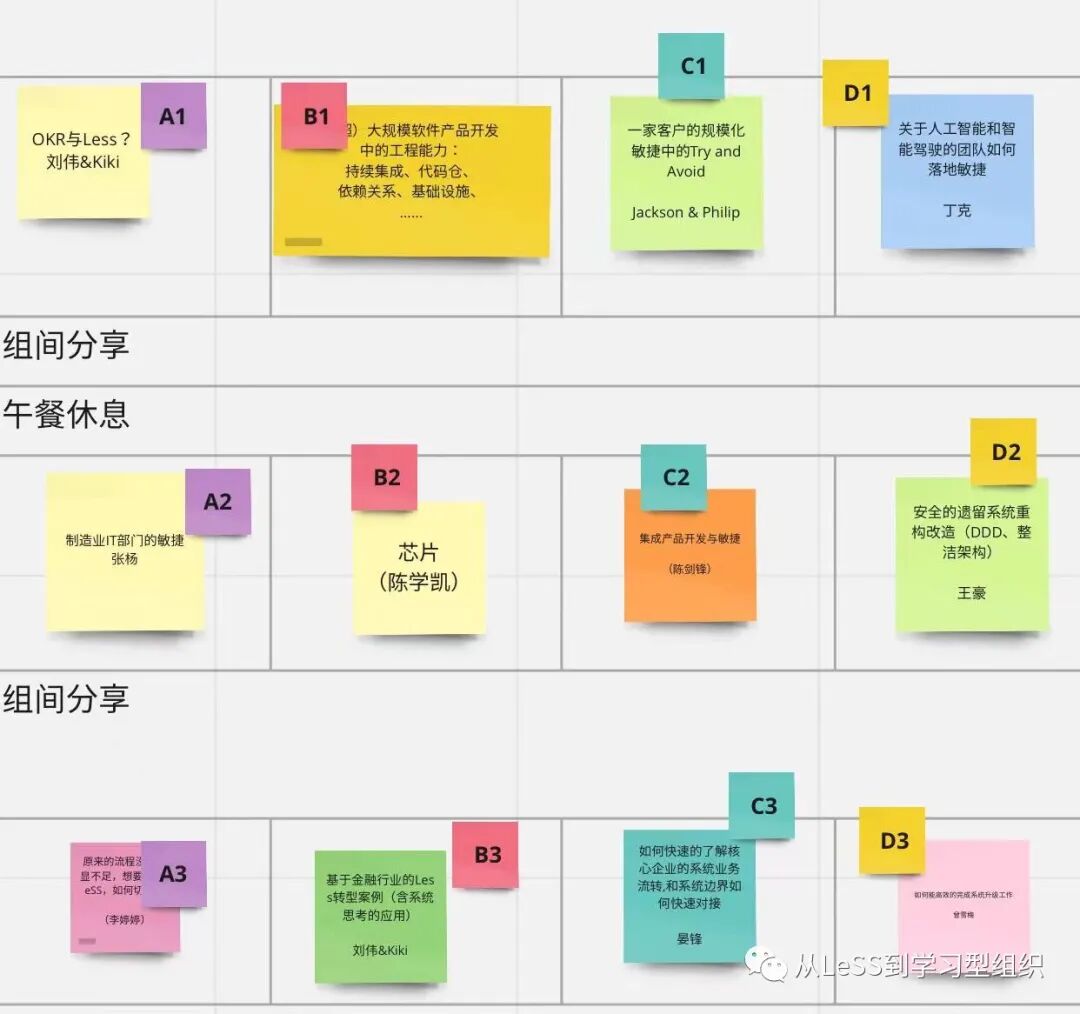 A1
OKR与Less？
刘伟&Kiki
B1
）大规模软件产品开发
中的工程能力：
持续集成、代码仓、
依赖关系、基础设施、
……
C1
一家客户的规模化
敏捷中的Try and
Avoid
Jackson & Philip
D1
关于人工智能和智
能驾驶的团队如何
落地敏捷
丁克
组间分享
午餐休息
A2
制造业IT部门的敏捷
张杨
B2
芯片
（陈学凯）
C2
集成产品开发与敏捷
（陈剑锋）
D2
安全的遗留系统重
构改造（DDD、整
洁架构）
王豪
组间分享
A3
原来的流程
显不足，想要
eSS，如何
（李婷婷）
B3
基于金融行业的Les
s转型案例（含系统
思考的应用）
刘伟&Kiki
C3
如何快速的了解核
心企业的系统业务
流转,和系统边界如
何快速对接
晏锋
D3
如何能高效的完成系统升级工作
曾雪梅
从LeSS到学习型组织